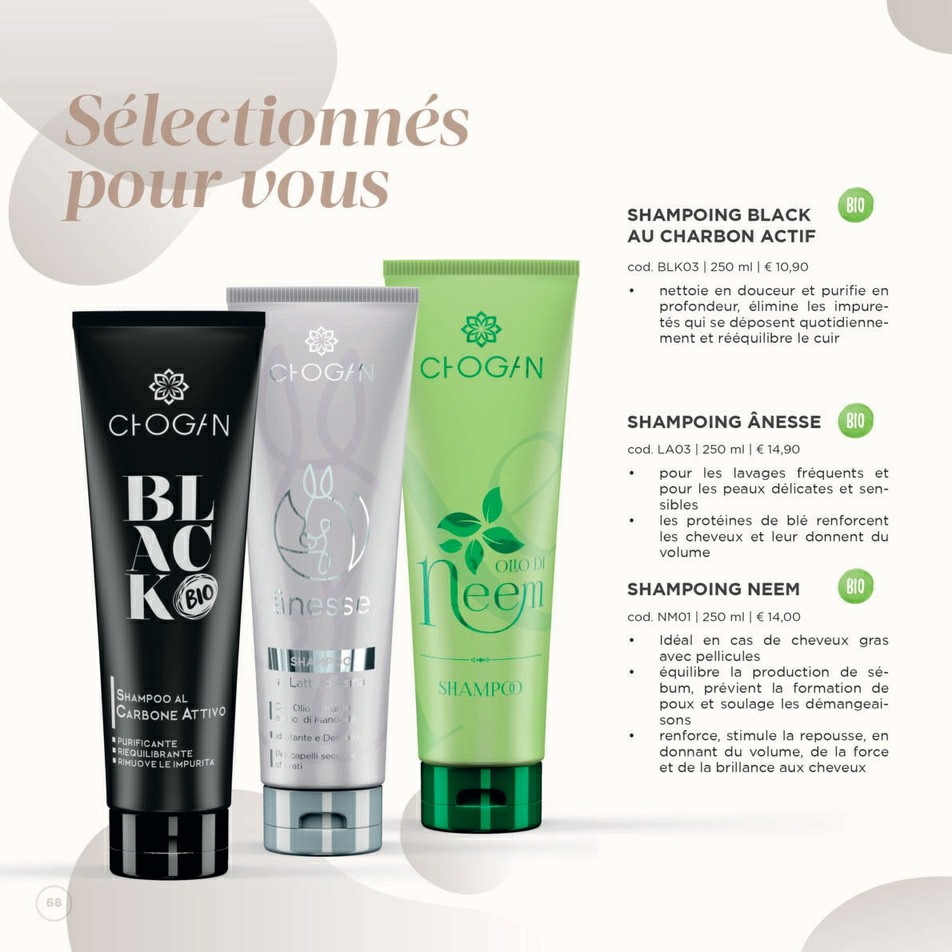 Sélectionnés
pour vous
SHAMPOING BLACK
AU CHARBON ACTIF
BIO
cod. BLK03 | 250 ml | € 10,90
• nettoie en douceur et purifie en
profondeur, élimine les impure-
tés qui se déposent quotidienne-
ment et rééquilibre le cuir
SHAMPOING ÂNESSE
BIO
cod. LA03 | 250 ml | € 14,90
• pour les lavages fréquents et
pour les peaux délicates et sen-
sibles
• les protéines de blé renforcent
les cheveux et leur donnent du
volume
SHAMPOING NEEM
BIO
cod. NM01 | 250 ml | € 14,00
• Idéal en cas de cheveux gras
avec pellicules
• équilibre la production de sé-
bum, prévient la formation de
poux et soulage les démangeai-
sons
• renforce, stimule la repousse, en
donnant du volume, de la force
et de la brillance aux cheveux
CHOGAN
BL
AC
K
BIO
SHAMPOO AL
CARBONE ATTIVO
PURIFICANTE
RIEQUILIBRANTE
RIMUOVE LE IMPURITA'
CHOGAN
ânesse
SHAMPOO
Latte
Per capelli
CHOGAN
OLIO DI
Neem
SHAMPOO
68